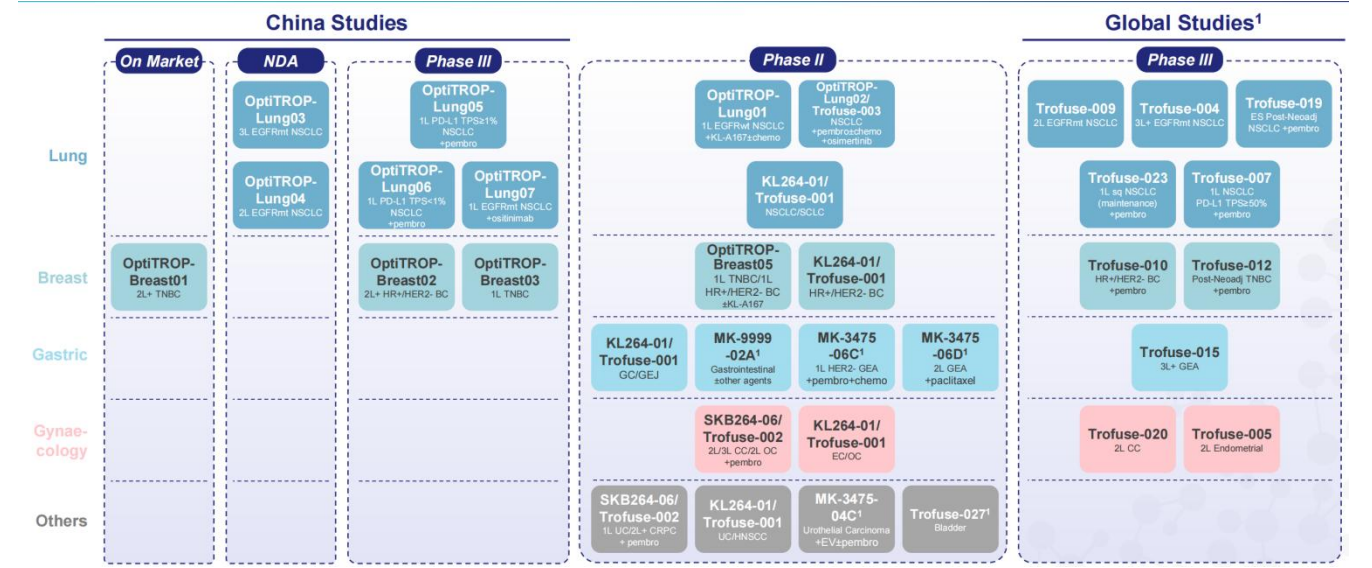 China Studies
Global Studies¹
On Market
NDA
Phase III
Phase II
Phase III
Lung
OptiTROP-
Lung03
3L EGFRmt NSCLC
OptiTROP-
Lung05
1L PD-L1 TPS≥1%
NSCLC
+pembro
OptiTROP-
Lung01
1L EGFRwt NSCLC
+KL-A167±chemo
OptiTROP-
Lung02/
Trofuse-003
NSCLC
+pembro±chemo
+osimertinib
Trofuse-009
2L EGFRmt NSCLC
Trofuse-004
3L+ EGFRmt NSCLC
Trofuse-019
ES Post-Neoadj
NSCLC +pembro
OptiTROP-
Lung04
2L EGFRmt NSCLC
OptiTROP-
Lung06
1L PD-L1 TPS<1%
NSCLC
+pembro
OptiTROP-
Lung07
1L EGFRmt NSCLC
+ositinimab
KL264-01/
Trofuse-001
NSCLC/SCLC
Trofuse-023
1L sq NSCLC
(maintenance)
+pembro
Trofuse-007
1L NSCLC
PD-L1 TPS≥50%
+pembro
Breast
OptiTROP-
Breast01
2L+ TNBC
OptiTROP-
Breast02
2L+ HR+/HER2- BC
OptiTROP-
Breast03
1L TNBC
OptiTROP-
Breast05
1L TNBC/1L
HR+/HER2- BC
±KL-A167
KL264-01/
Trofuse-001
HR+/HER2- BC
Trofuse-010
HR+/HER2- BC
+pembro
Trofuse-012
Post-Neoadj TNBC
+pembro
Gastric
KL264-01/
Trofuse-001
GC/GEJ
MK-9999
-02A¹
Gastrointestinal
±other agents
MK-3475
-06C¹
1L HER2- GEA
+pembro+chemo
MK-3475
-06D¹
2L GEA
+paclitaxel
Trofuse-015
3L+ GEA
Gynae-
cology
SKB264-06/
Trofuse-002
2L/3L CC/2L OC
+pembro
KL264-01/
Trofuse-001
EC/OC
Trofuse-020
2L CC
Trofuse-005
2L Endometrial
Others
SKB264-06/
Trofuse-002
1L UC/2L+ CRPC
+ pembro
KL264-01/
Trofuse-001
UC/HNSCC
MK-3475-
04C¹
Urothelial Carcinoma
+EV±pembro
Trofuse-027¹
Bladder